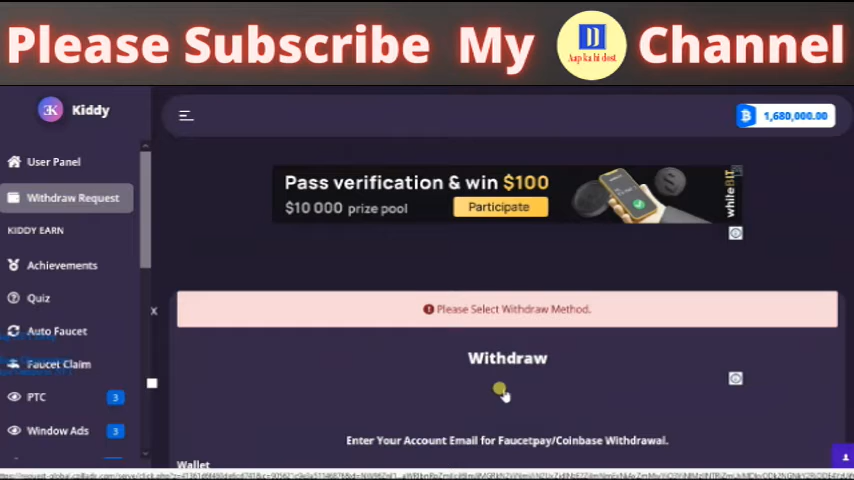 Please Subscribe My Channel
Aap ka hi dost
Kiddy
1,680,000.00
User Panel
Withdraw Request
KIDDY EARN
Achievements
Quiz
Auto Faucet
Faucet Claim
PTC 3
Window Ads 3
Pass verification & win $100
$10 000 prize pool
Participate
whiteBIT
X
Please Select Withdraw Method.
Withdraw
Enter Your Account Email for Faucetpay/Coinbase Withdrawal.
Wallet